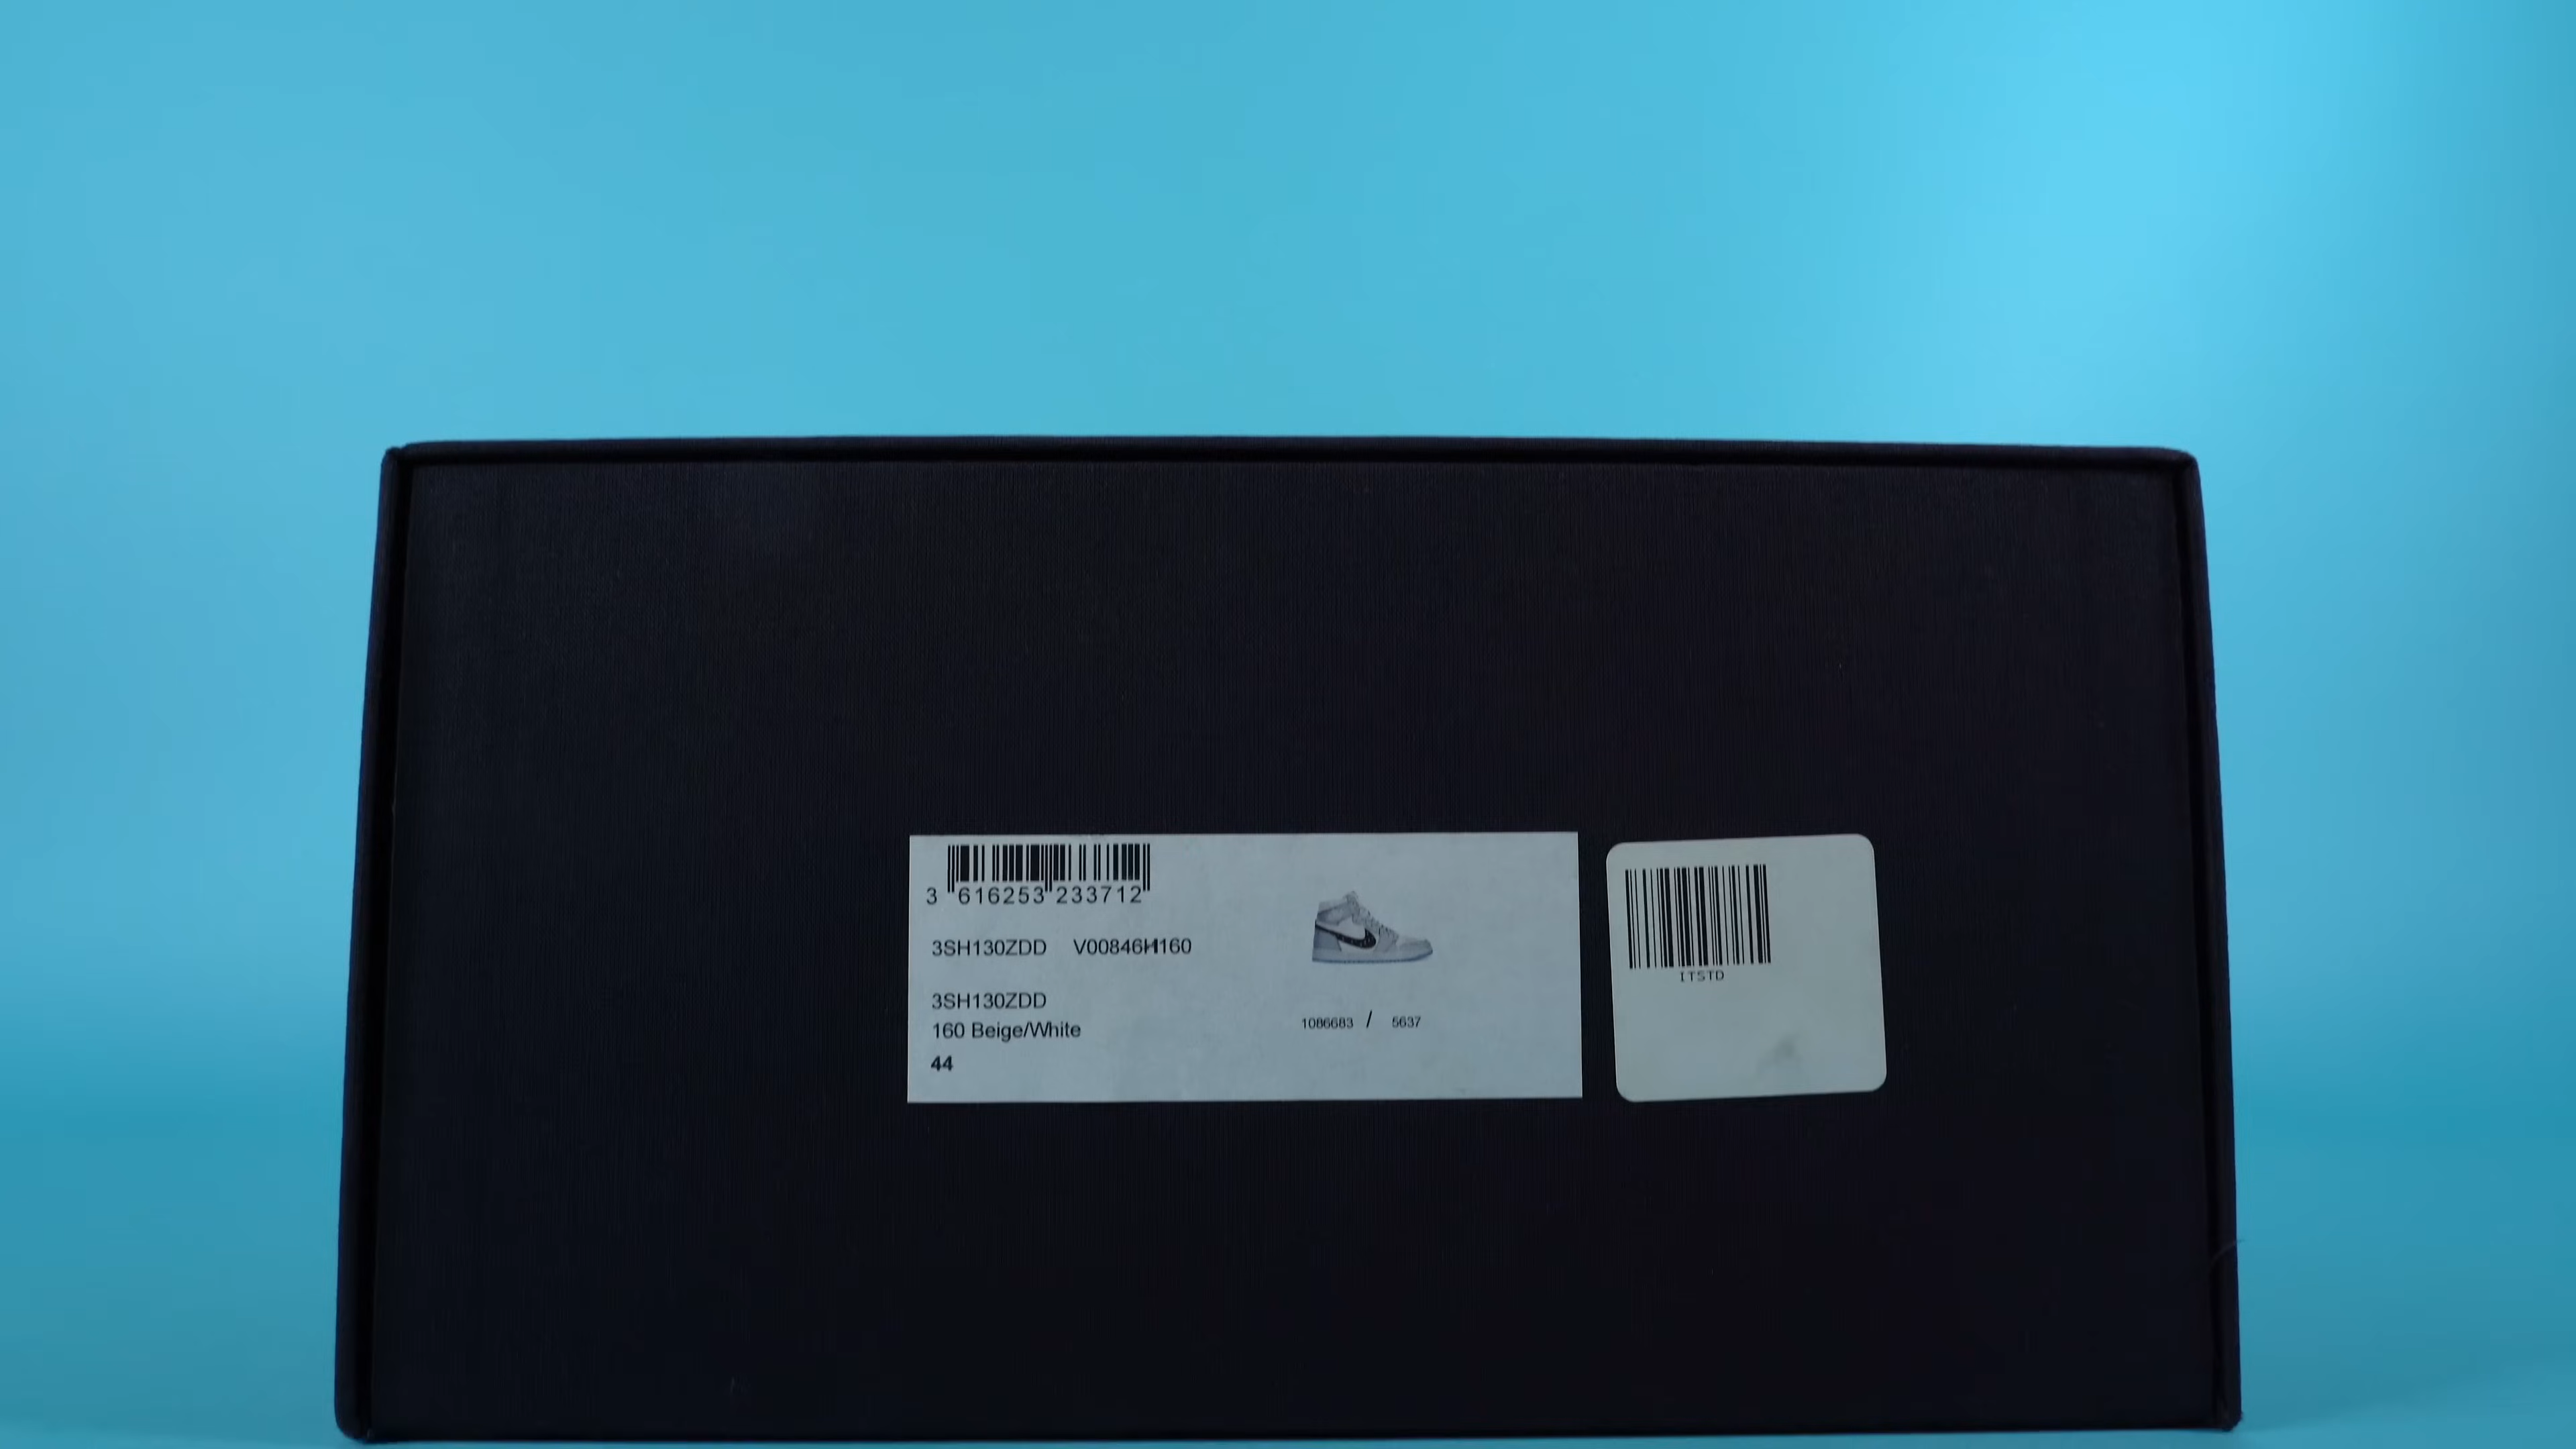 3 616253 233712
3SH130ZDD V00846H160
3SH130ZDD
160 Beige/White
44
1086683 / 5637
ITSTD